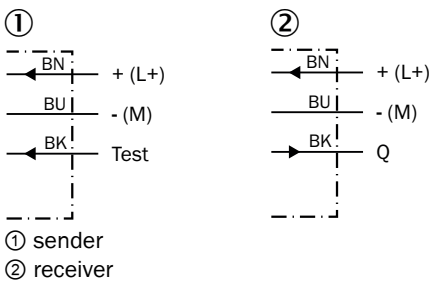 ① ②
BN + (L+) BN + (L+)
BU - (M) BU - (M)
BK Test BK Q
① sender
② receiver